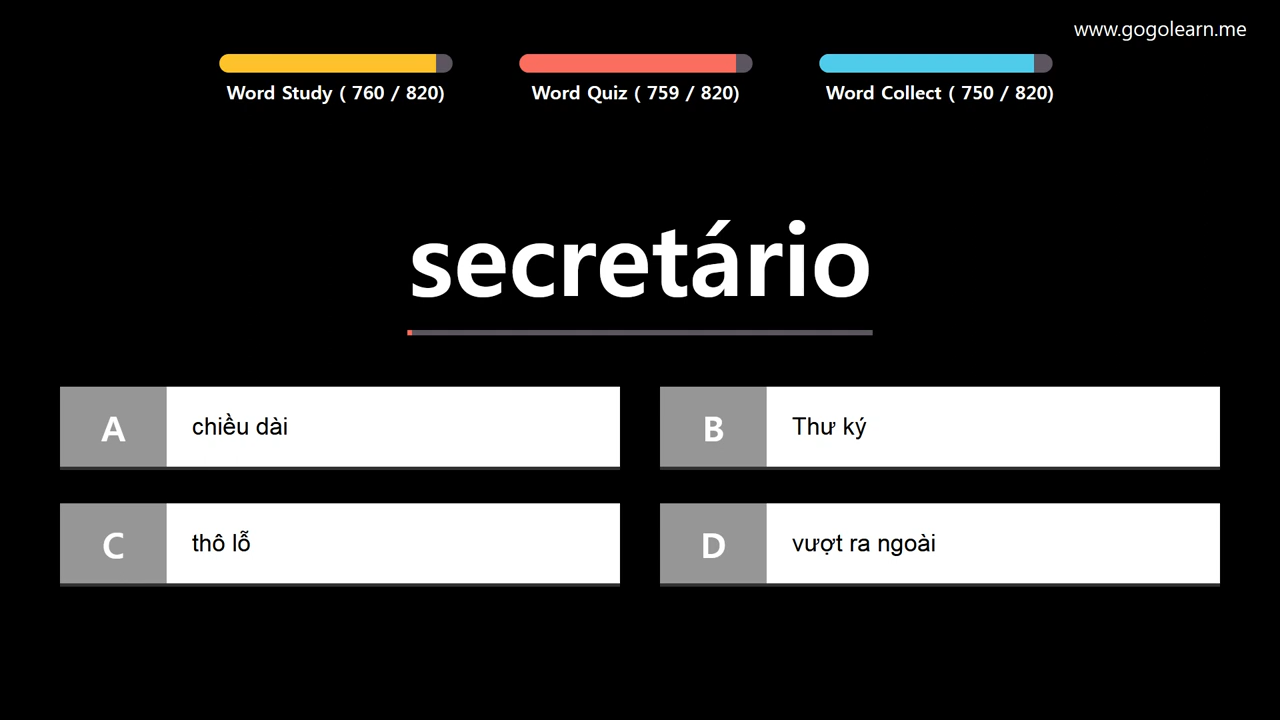 www.gogolearn.me
Word Study ( 760 / 820)
Word Quiz ( 759 / 820)
Word Collect ( 750 / 820)
secretário
A chiều dài
B Thư ký
C thô lỗ
D vượt ra ngoài